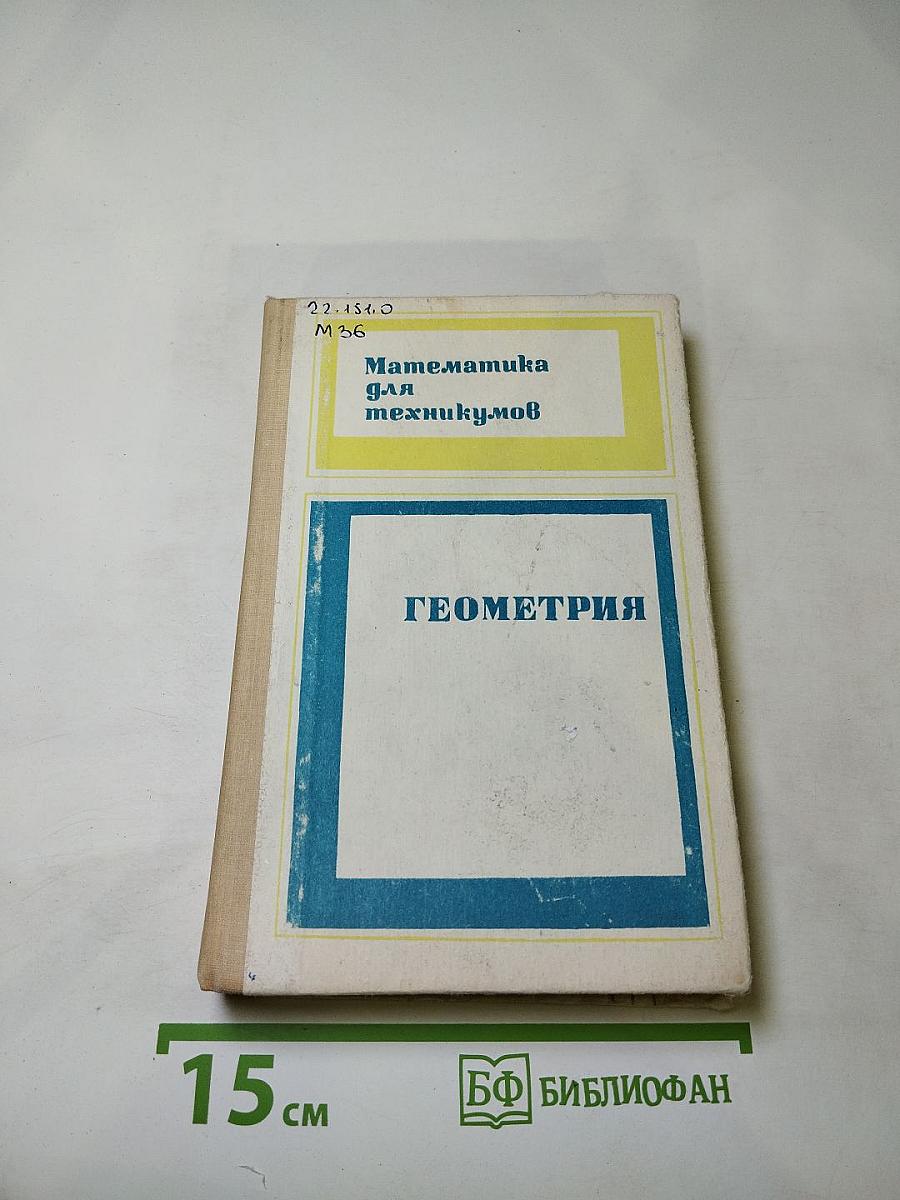 22.151.0
М36
Математика
для
техникумов
ГЕОМЕТРИЯ
15 см
БФ БИБЛИОФАН